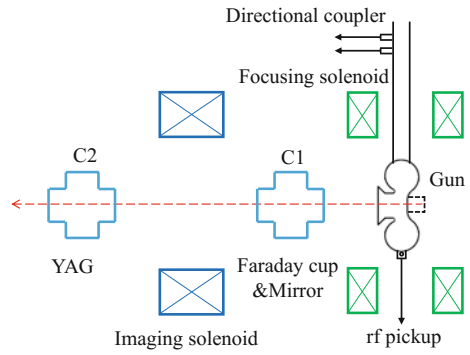 Directional coupler
Focusing solenoid
C2
C1
Gun
YAG
Faraday cup
&Mirror
Imaging solenoid
rf pickup